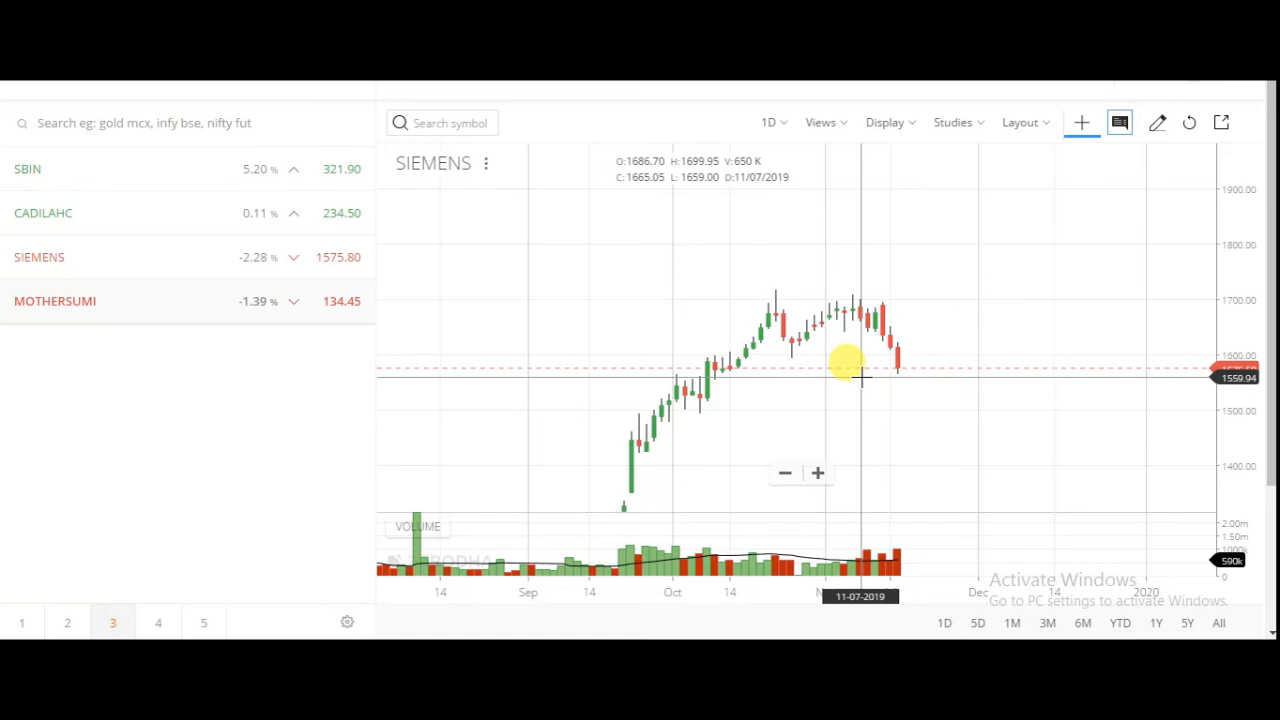 Search eg: gold mcx, infy bse, nifty fut
SBIN 5.20 % 321.90
CADILAHC 0.11 % 234.50
SIEMENS -2.28 % 1575.80
MOTHERSUMI -1.39 % 134.45
1 2 3 4 5
Search symbol 1D Views Display Studies Layout
SIEMENS
O:1686.70 H:1699.95 V:650 K
C:1665.05 L: 1659.00 D:11/07/2019
1900.00
1800.00
1700.00
1600.00
1559.94
1500.00
1400.00
VOLUME
2.00m
1.50m
1000k
590k
0
ZERODHA
14 Sep 14 Oct 14 Dec 14 2020
11-07-2019
Activate Windows
Go to PC settings to activate Windows.
1D 5D 1M 3M 6M YTD 1Y 5Y All